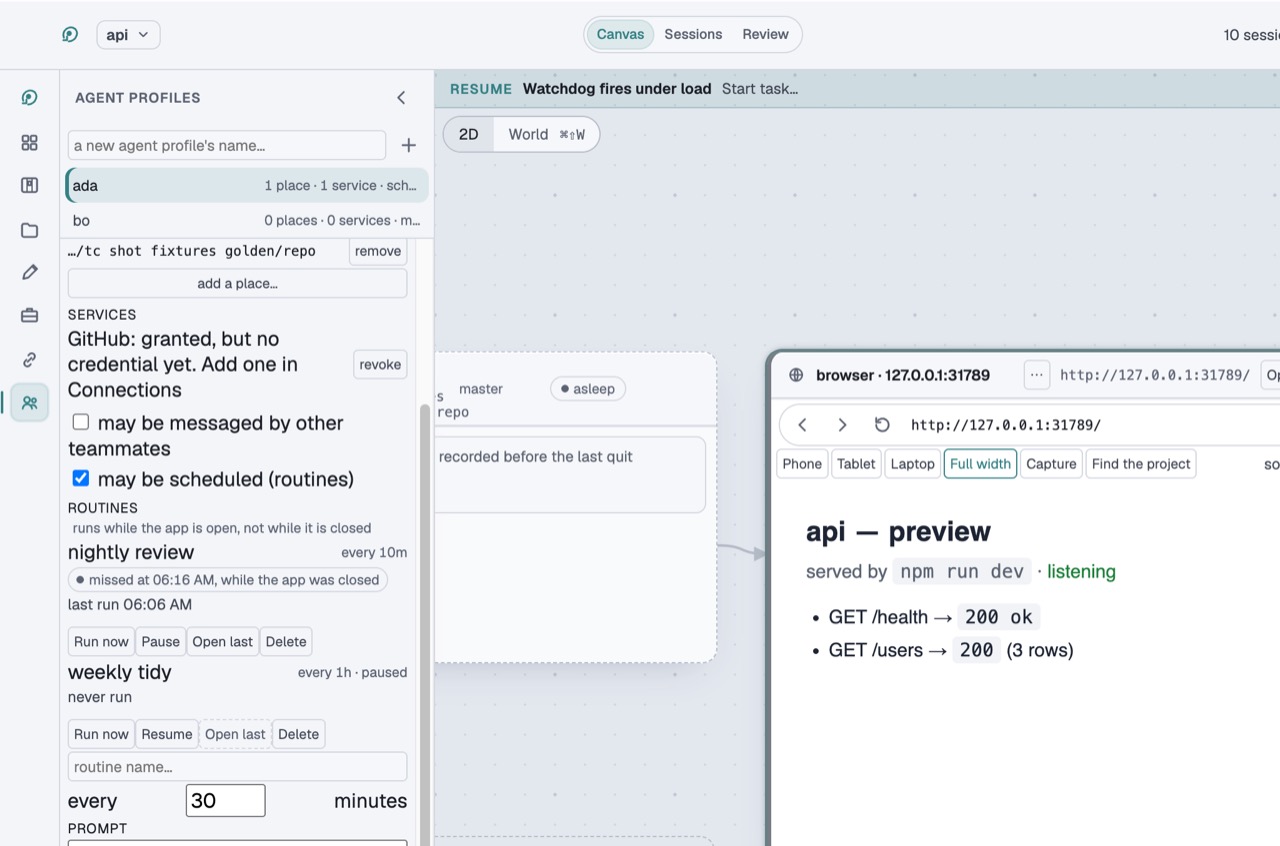 api
Canvas Sessions Review
10 sessi
AGENT PROFILES
a new agent profile's name...
ada 1 place · 1 service · sch...
bo 0 places · 0 services · m...
.../tc shot fixtures golden/repo remove
add a place...
SERVICES
GitHub: granted, but no
credential yet. Add one in
Connections
revoke
may be messaged by other
teammates
may be scheduled (routines)
ROUTINES
runs while the app is open, not while it is closed
nightly review every 10m
missed at 06:16 AM, while the app was closed
last run 06:06 AM
Run now Pause Open last Delete
weekly tidy every 1h · paused
never run
Run now Resume Open last Delete
routine name...
every 30 minutes
PROMPT
RESUME Watchdog fires under load Start task...
2D World ⌘⇧W
s master asleep
repo
recorded before the last quit
browser · 127.0.0.1:31789 ... http://127.0.0.1:31789/ Op
http://127.0.0.1:31789/
Phone Tablet Laptop Full width Capture Find the project so
api — preview
served by npm run dev · listening
• GET /health → 200 ok
• GET /users → 200 (3 rows)